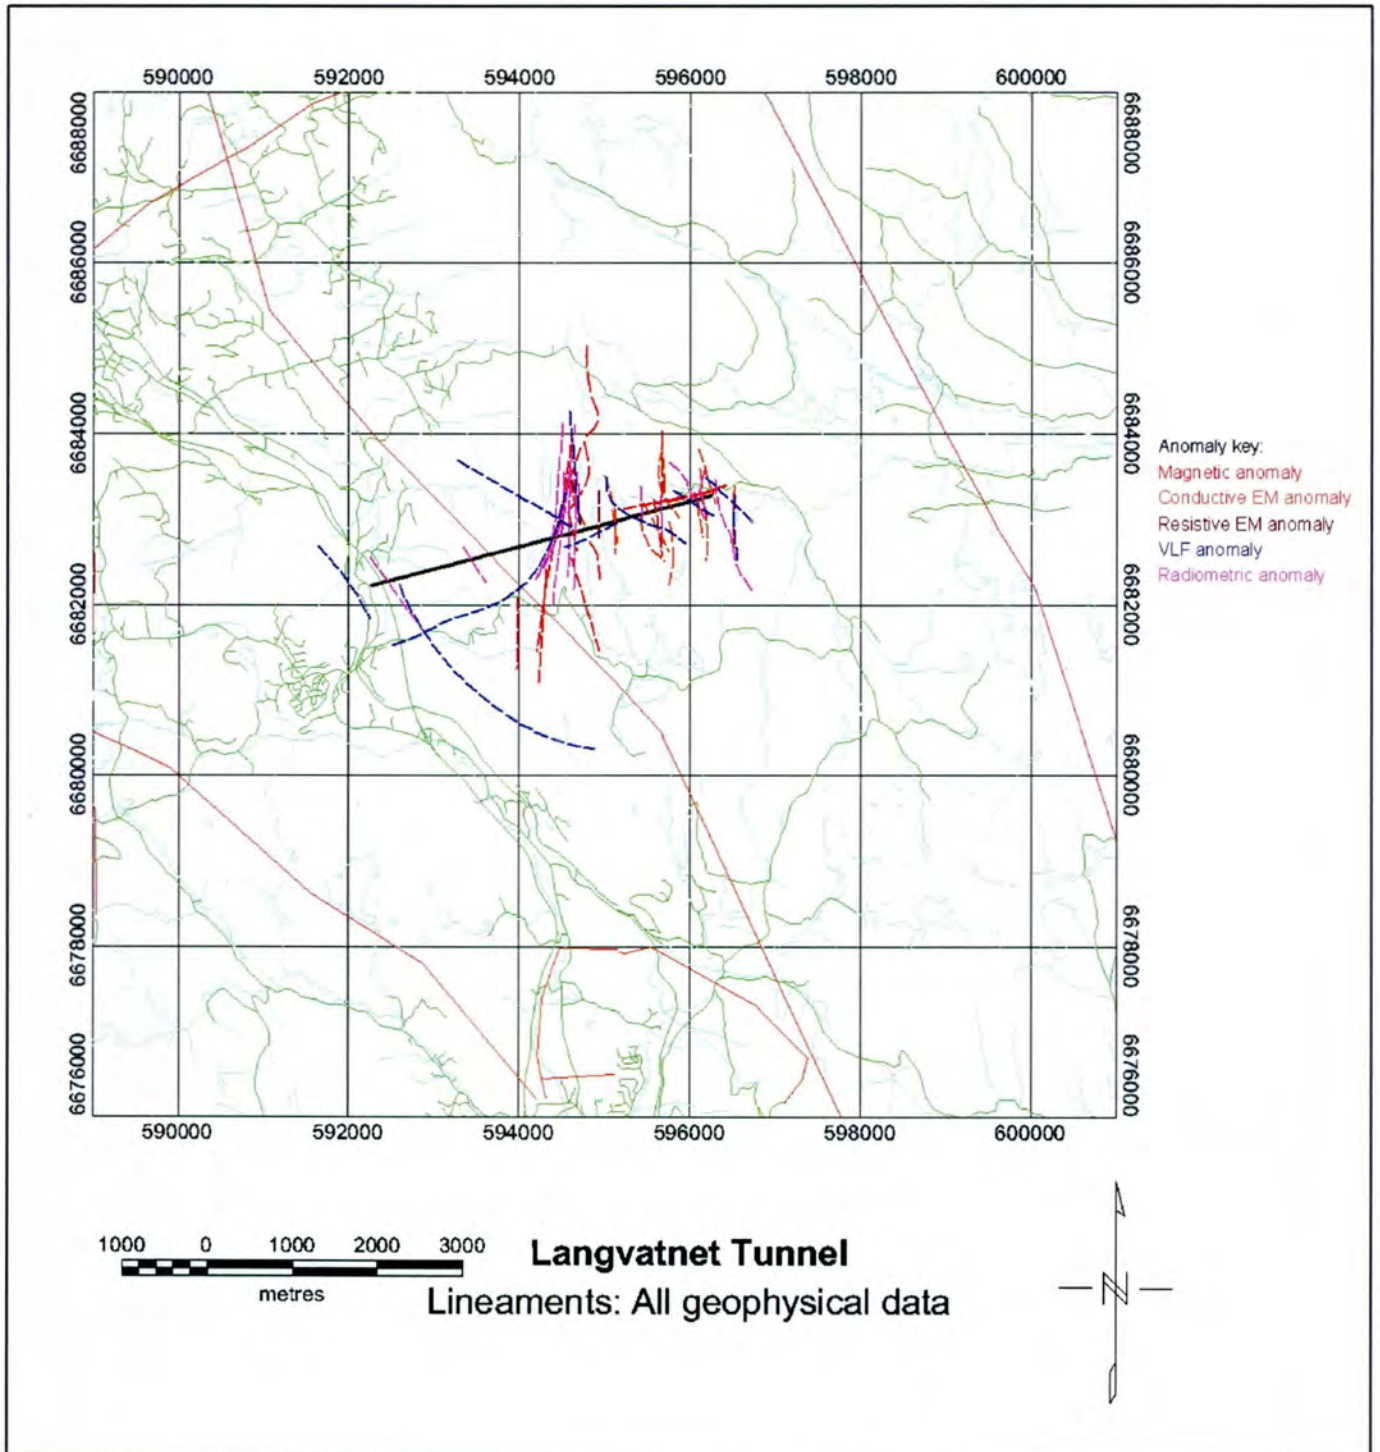 590000 592000 594000 596000 598000 600000
6688000 6688000
6686000 6686000
6684000 6684000
6682000 6682000
6680000 6680000
6678000 6678000
6676000 6676000
590000 592000 594000 596000 598000 600000
Anomaly key:
Magnetic anomaly
Conductive EM anomaly
Resistive EM anomaly
VLF anomaly
Radiometric anomaly
1000 0 1000 2000 3000
metres
Langvatnet Tunnel
Lineaments: All geophysical data
N